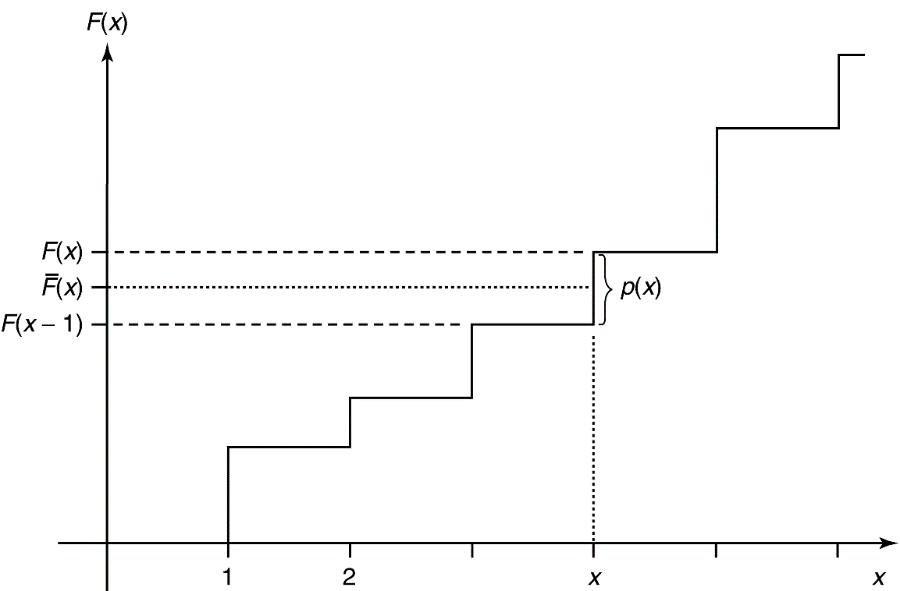 F(x)
F(x)
F̿(x)
F(x – 1)
p(x)
1
2
x
x